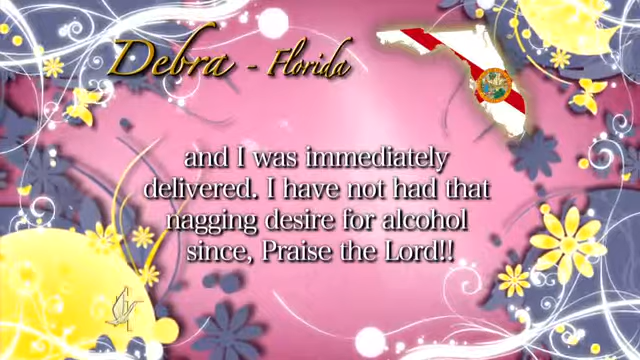 Debra - Florida
and I was immediately
delivered. I have not had that
nagging desire for alcohol
since, Praise the Lord!!